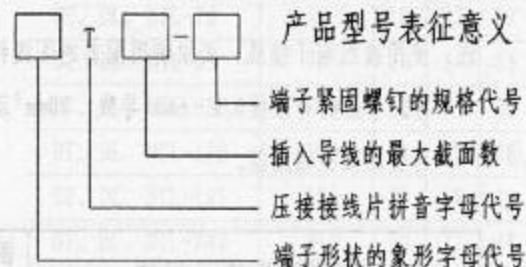 □ T □-□ 产品型号表征意义
端子紧固螺钉的规格代号
插入导线的最大截面数
压接接线片拼音字母代号
端子形状的象形字母代号